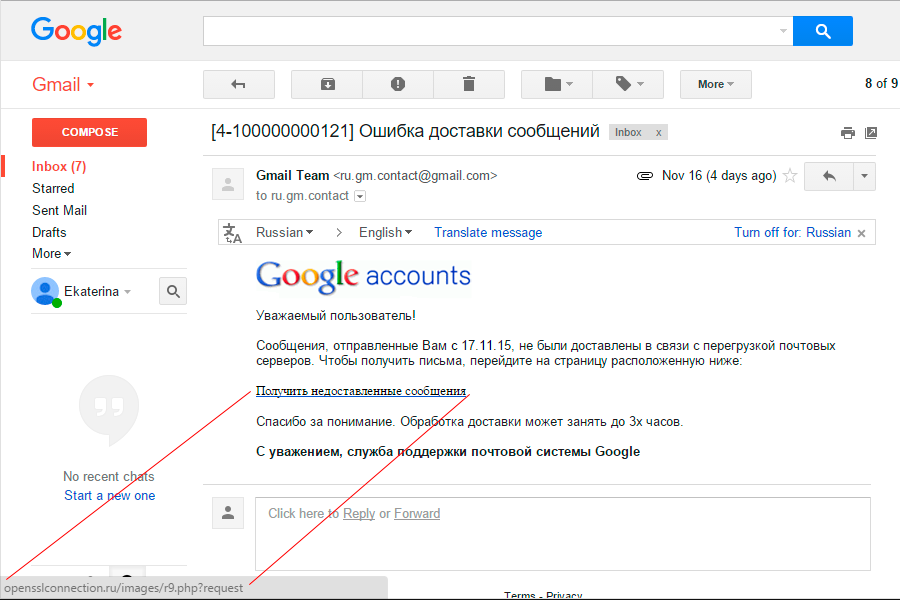 Google
Gmail
More
8 of 9
COMPOSE
[4-100000000121] Ошибка доставки сообщений Inbox x
Inbox (7)
Starred
Sent Mail
Drafts
More
Ekaterina
No recent chats
Start a new one
Gmail Team <ru.gm.contact@gmail.com> Nov 16 (4 days ago)
to ru.gm.contact
Russian > English Translate message Turn off for: Russian x
Google accounts
Уважаемый пользователь!
Сообщения, отправленные Вам с 17.11.15, не были доставлены в связи с перегрузкой почтовых
серверов. Чтобы получить письма, перейдите на страницу расположенную ниже:
Получить недоставленные сообщения
Спасибо за понимание. Обработка доставки может занять до 3х часов.
С уважением, служба поддержки почтовой системы Google
Click here to Reply or Forward
opensslconnection.ru/images/r9.php?request
Terms - Privacy